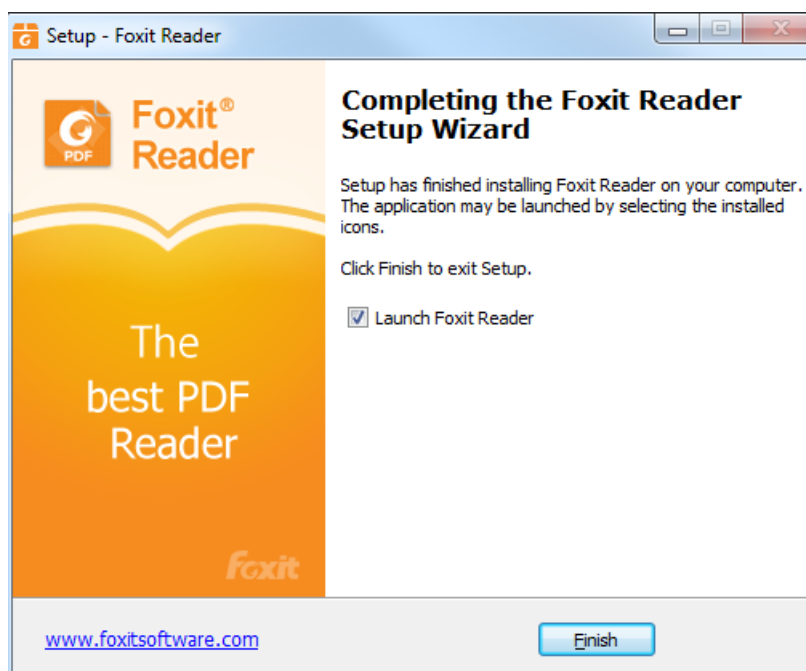 Setup - Foxit Reader
Foxit®
Reader
PDF
The
best PDF
Reader
foxit
Completing the Foxit Reader
Setup Wizard
Setup has finished installing Foxit Reader on your computer.
The application may be launched by selecting the installed
icons.
Click Finish to exit Setup.
Launch Foxit Reader
www.foxitsoftware.com
Finish